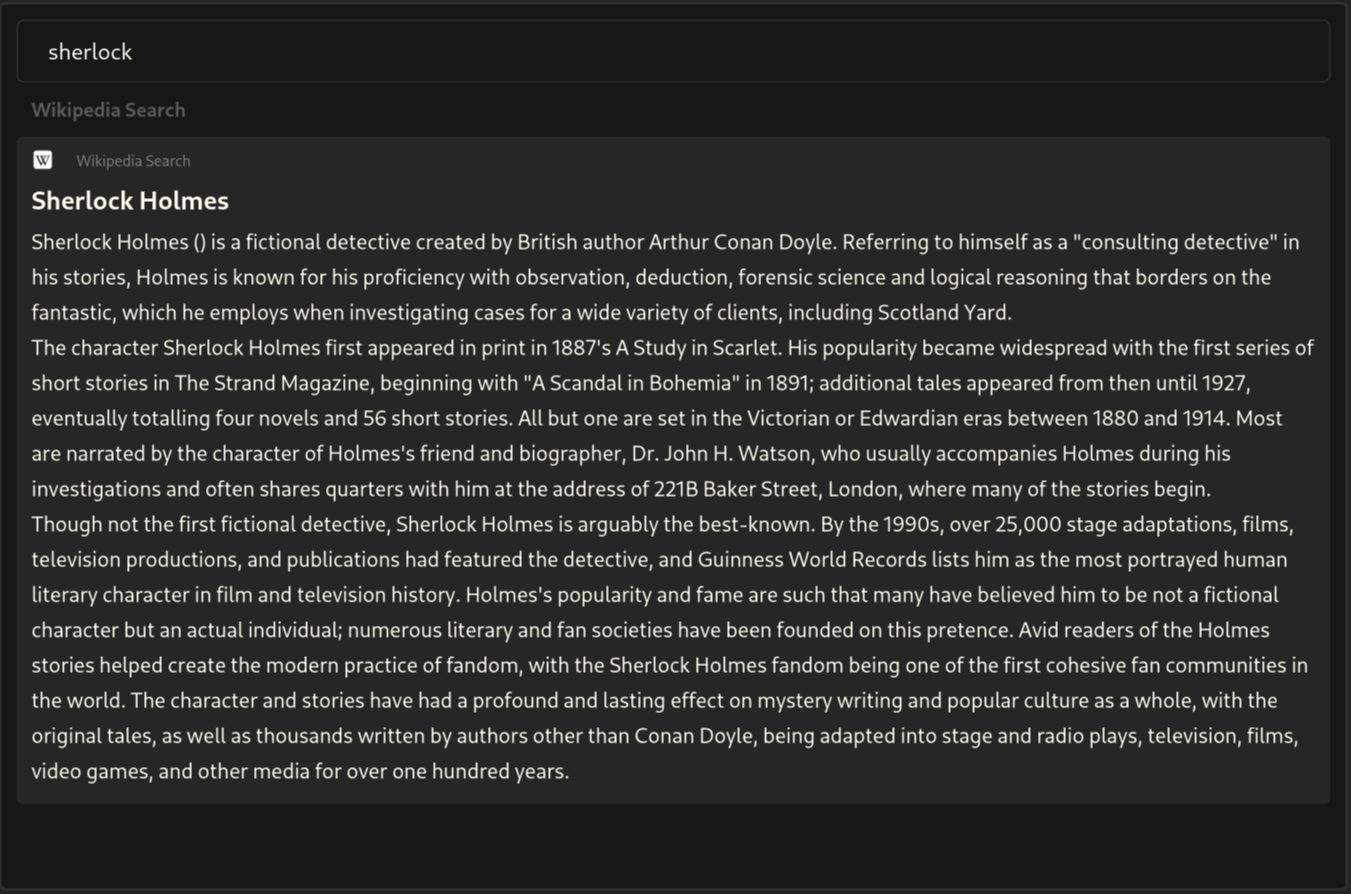 sherlock
Wikipedia Search
W Wikipedia Search
Sherlock Holmes
Sherlock Holmes () is a fictional detective created by British author Arthur Conan Doyle. Referring to himself as a "consulting detective" in
his stories, Holmes is known for his proficiency with observation, deduction, forensic science and logical reasoning that borders on the
fantastic, which he employs when investigating cases for a wide variety of clients, including Scotland Yard.
The character Sherlock Holmes first appeared in print in 1887's A Study in Scarlet. His popularity became widespread with the first series of
short stories in The Strand Magazine, beginning with "A Scandal in Bohemia" in 1891; additional tales appeared from then until 1927,
eventually totalling four novels and 56 short stories. All but one are set in the Victorian or Edwardian eras between 1880 and 1914. Most
are narrated by the character of Holmes's friend and biographer, Dr. John H. Watson, who usually accompanies Holmes during his
investigations and often shares quarters with him at the address of 221B Baker Street, London, where many of the stories begin.
Though not the first fictional detective, Sherlock Holmes is arguably the best-known. By the 1990s, over 25,000 stage adaptations, films,
television productions, and publications had featured the detective, and Guinness World Records lists him as the most portrayed human
literary character in film and television history. Holmes's popularity and fame are such that many have believed him to be not a fictional
character but an actual individual; numerous literary and fan societies have been founded on this pretence. Avid readers of the Holmes
stories helped create the modern practice of fandom, with the Sherlock Holmes fandom being one of the first cohesive fan communities in
the world. The character and stories have had a profound and lasting effect on mystery writing and popular culture as a whole, with the
original tales, as well as thousands written by authors other than Conan Doyle, being adapted into stage and radio plays, television, films,
video games, and other media for over one hundred years.